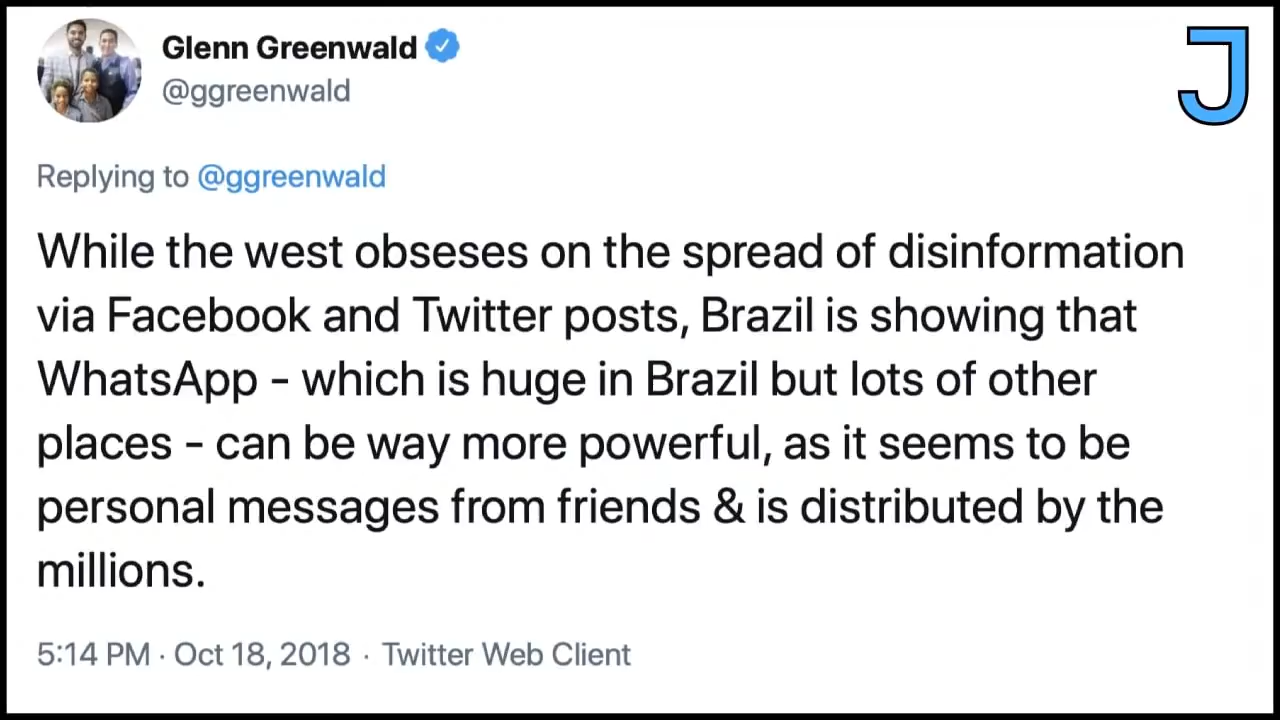 Glenn Greenwald
@ggreenwald
J
Replying to @ggreenwald
While the west obseses on the spread of disinformation
via Facebook and Twitter posts, Brazil is showing that
WhatsApp - which is huge in Brazil but lots of other
places - can be way more powerful, as it seems to be
personal messages from friends & is distributed by the
millions.
5:14 PM · Oct 18, 2018 · Twitter Web Client